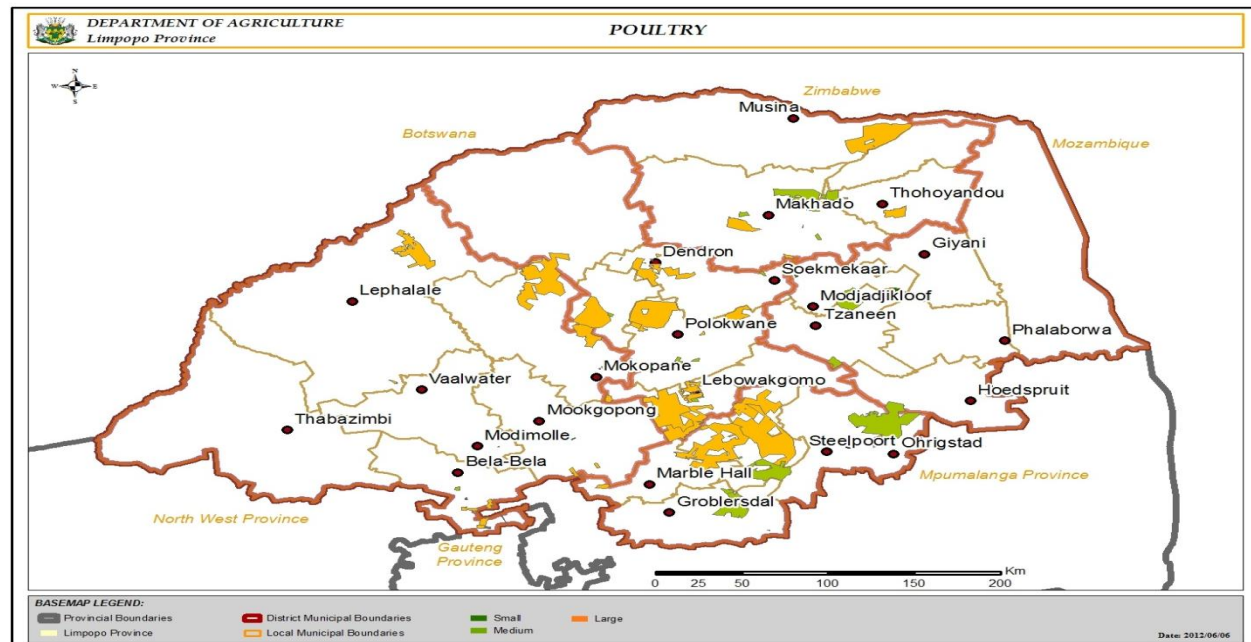 DEPARTMENT OF AGRICULTURE
Limpopo Province
POULTRY
N
W E
S
Zimbabwe
Musina
Botswana
Mozambique
Thohoyandou
Makhado
Giyani
Dendron
Soekmekaar
Lephalale
Modjadjikloof
Tzaneen
Polokwane
Phalaborwa
Mokopane
Vaalwater
Lebowakgomo
Hoedspruit
Mookgopong
Thabazimbi
Modimolle
Steelpoort
Ohrigstad
Bela-Bela
Marble Hall
Mpumalanga Province
Groblersdal
North West Province
Gauteng
Province
Km
0 25 50 100 150 200
BASEMAP LEGEND:
Provincial Boundaries
District Municipal Boundaries
Small
Large
Limpopo Province
Local Municipal Boundaries
Medium
Date: 2012/06/06